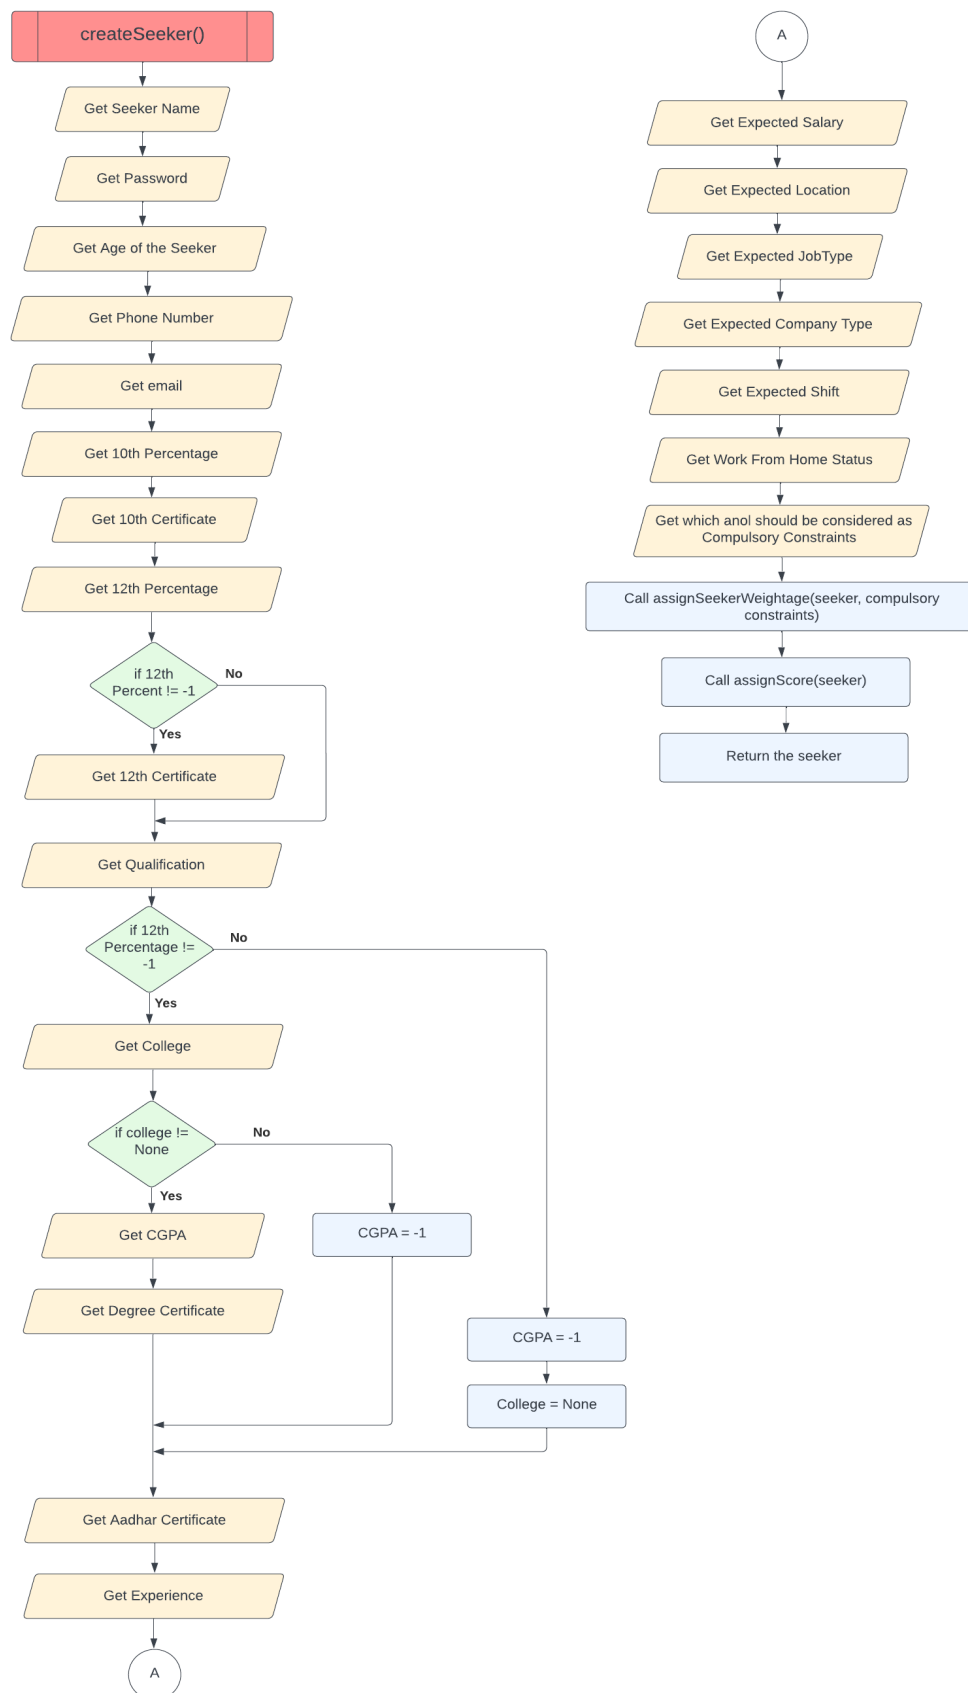 createSeeker()
Get Seeker Name
Get Password
Get Age of the Seeker
Get Phone Number
Get email
Get 10th Percentage
Get 10th Certificate
Get 12th Percentage
if 12th
Percent != -1
No
Yes
Get 12th Certificate
Get Qualification
if 12th
Percentage !=
-1
No
Yes
Get College
if college !=
None
No
Yes
Get CGPA
CGPA = -1
Get Degree Certificate
CGPA = -1
College = None
Get Aadhar Certificate
Get Experience
A
A
Get Expected Salary
Get Expected Location
Get Expected JobType
Get Expected Company Type
Get Expected Shift
Get Work From Home Status
Get which anol should be considered as
Compulsory Constraints
Call assignSeekerWeightage(seeker, compulsory
constraints)
Call assignScore(seeker)
Return the seeker